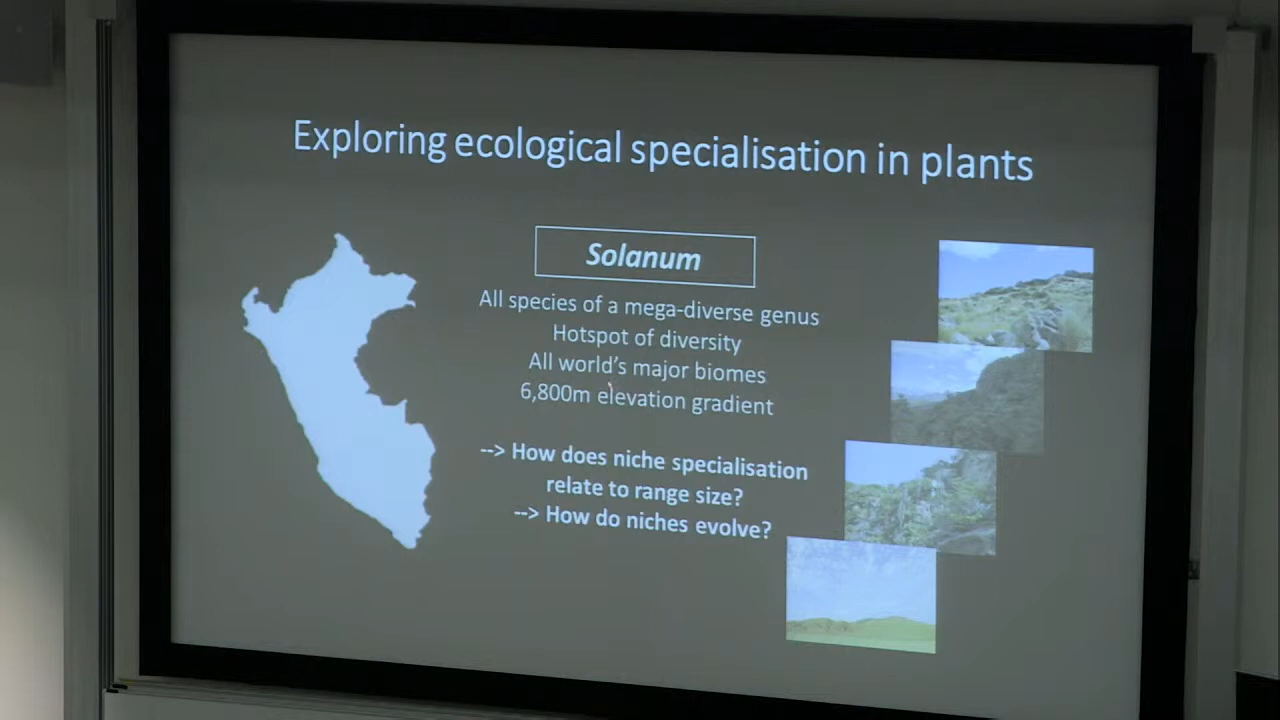 Exploring ecological specialisation in plants
Solanum
All species of a mega-diverse genus
Hotspot of diversity
All world's major biomes
6,800m elevation gradient
--> How does niche specialisation
relate to range size?
--> How do niches evolve?